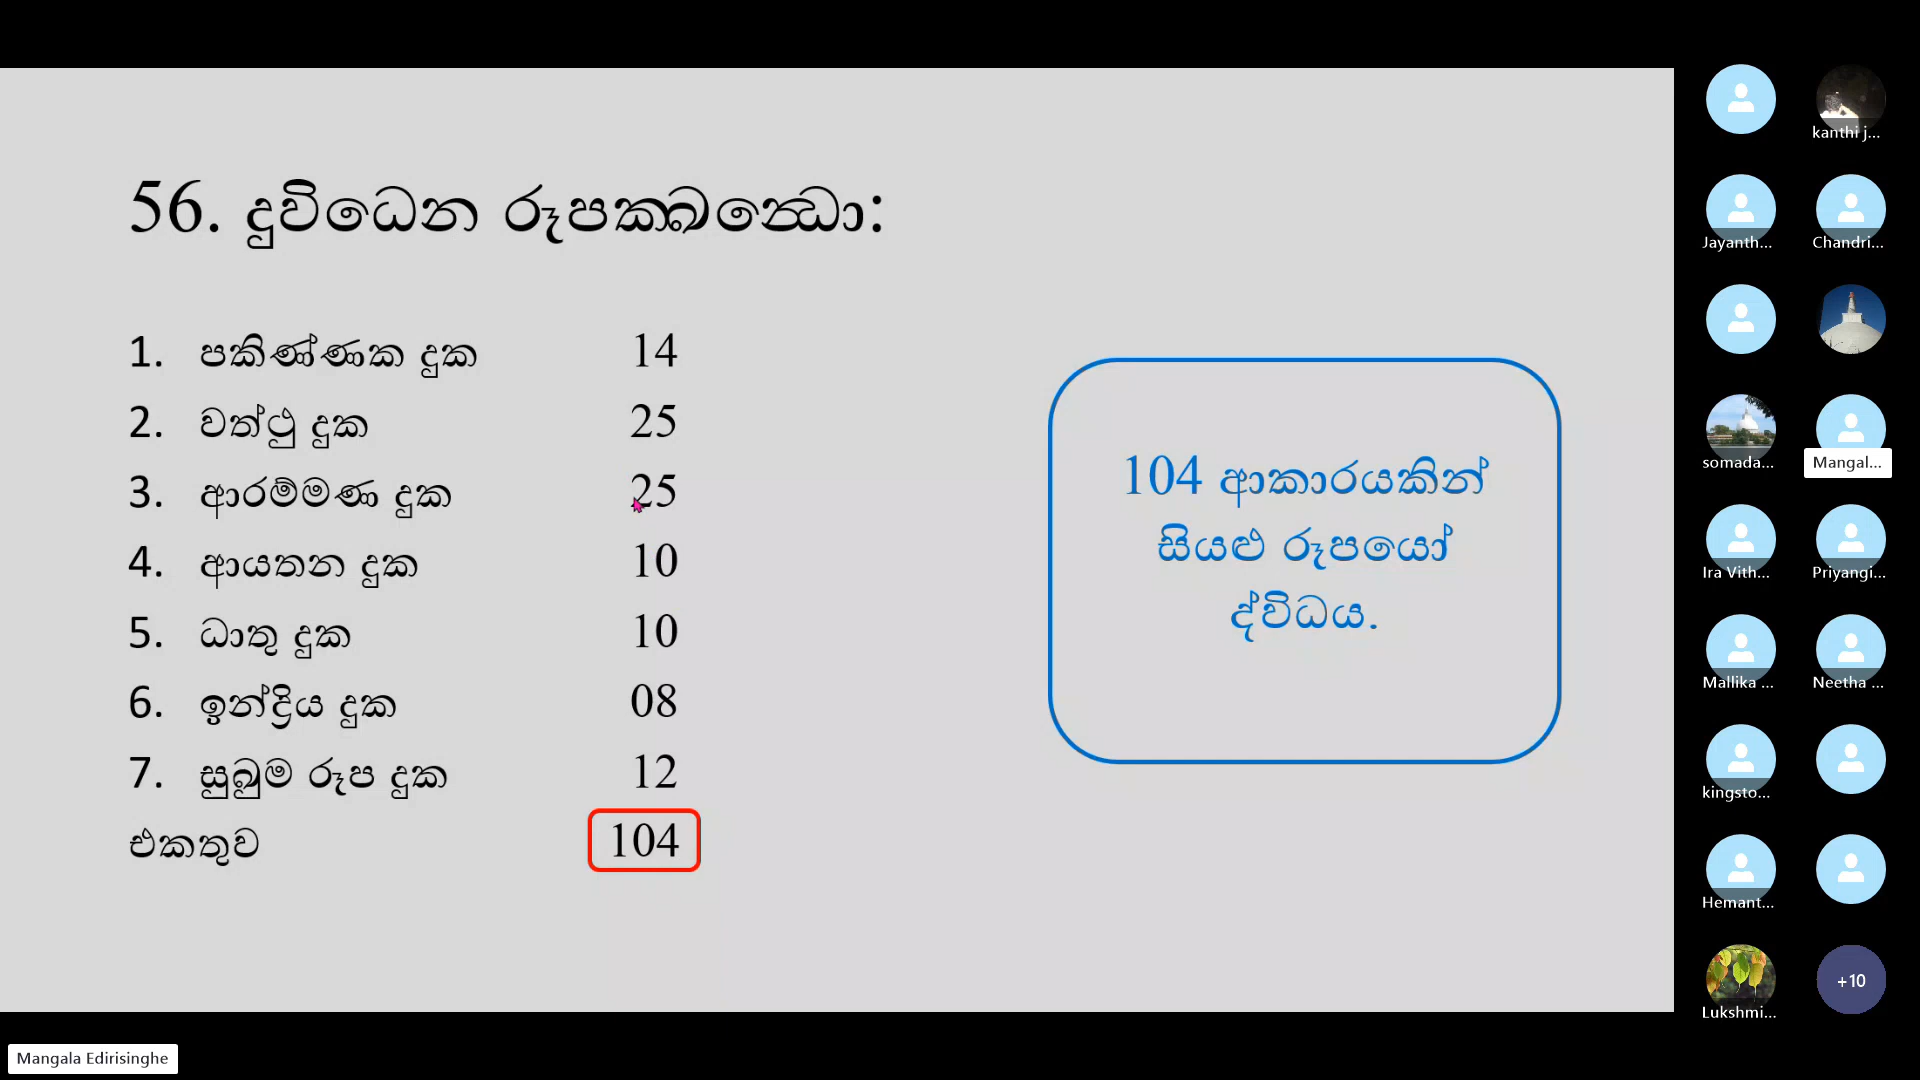 56. දුවිධෙන රූපක්‍ඛන්‍ධො:
1. පකිණ්ණක දුක 14
2. වත්ථු දුක 25
3. ආරම්මණ දුක 25
4. ආයතන දුක 10
5. ධාතු දුක 10
6. ඉන්ද්‍රිය දුක 08
7. සුඛුම රූප දුක 12
එකතුව 104
104 ආකාරයකින්
සියළු රූපයෝ
ද්විධය.
kanthi j...
Jayanth...
Chandri...
somada...
Mangal...
Ira Vith...
Priyangi...
Mallika ...
Neetha ...
kingsto...
Hemant...
Lukshmi...
+10
Mangala Edirisinghe